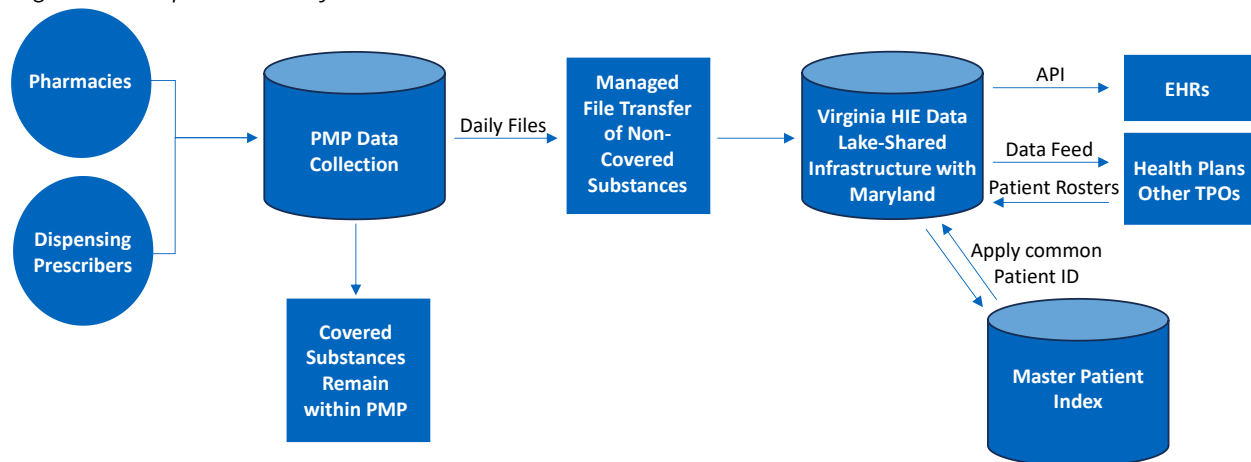 Pharmacies
Dispensing
Prescribers
PMP Data
Collection
Covered
Substances
Remain
within PMP
Daily Files
Managed
File Transfer
of Non-
Covered
Substances
Virginia HIE Data
Lake-Shared
Infrastructure with
Maryland
API
EHRs
Data Feed
Patient Rosters
Health Plans
Other TPOs
Apply common
Patient ID
Master Patient
Index